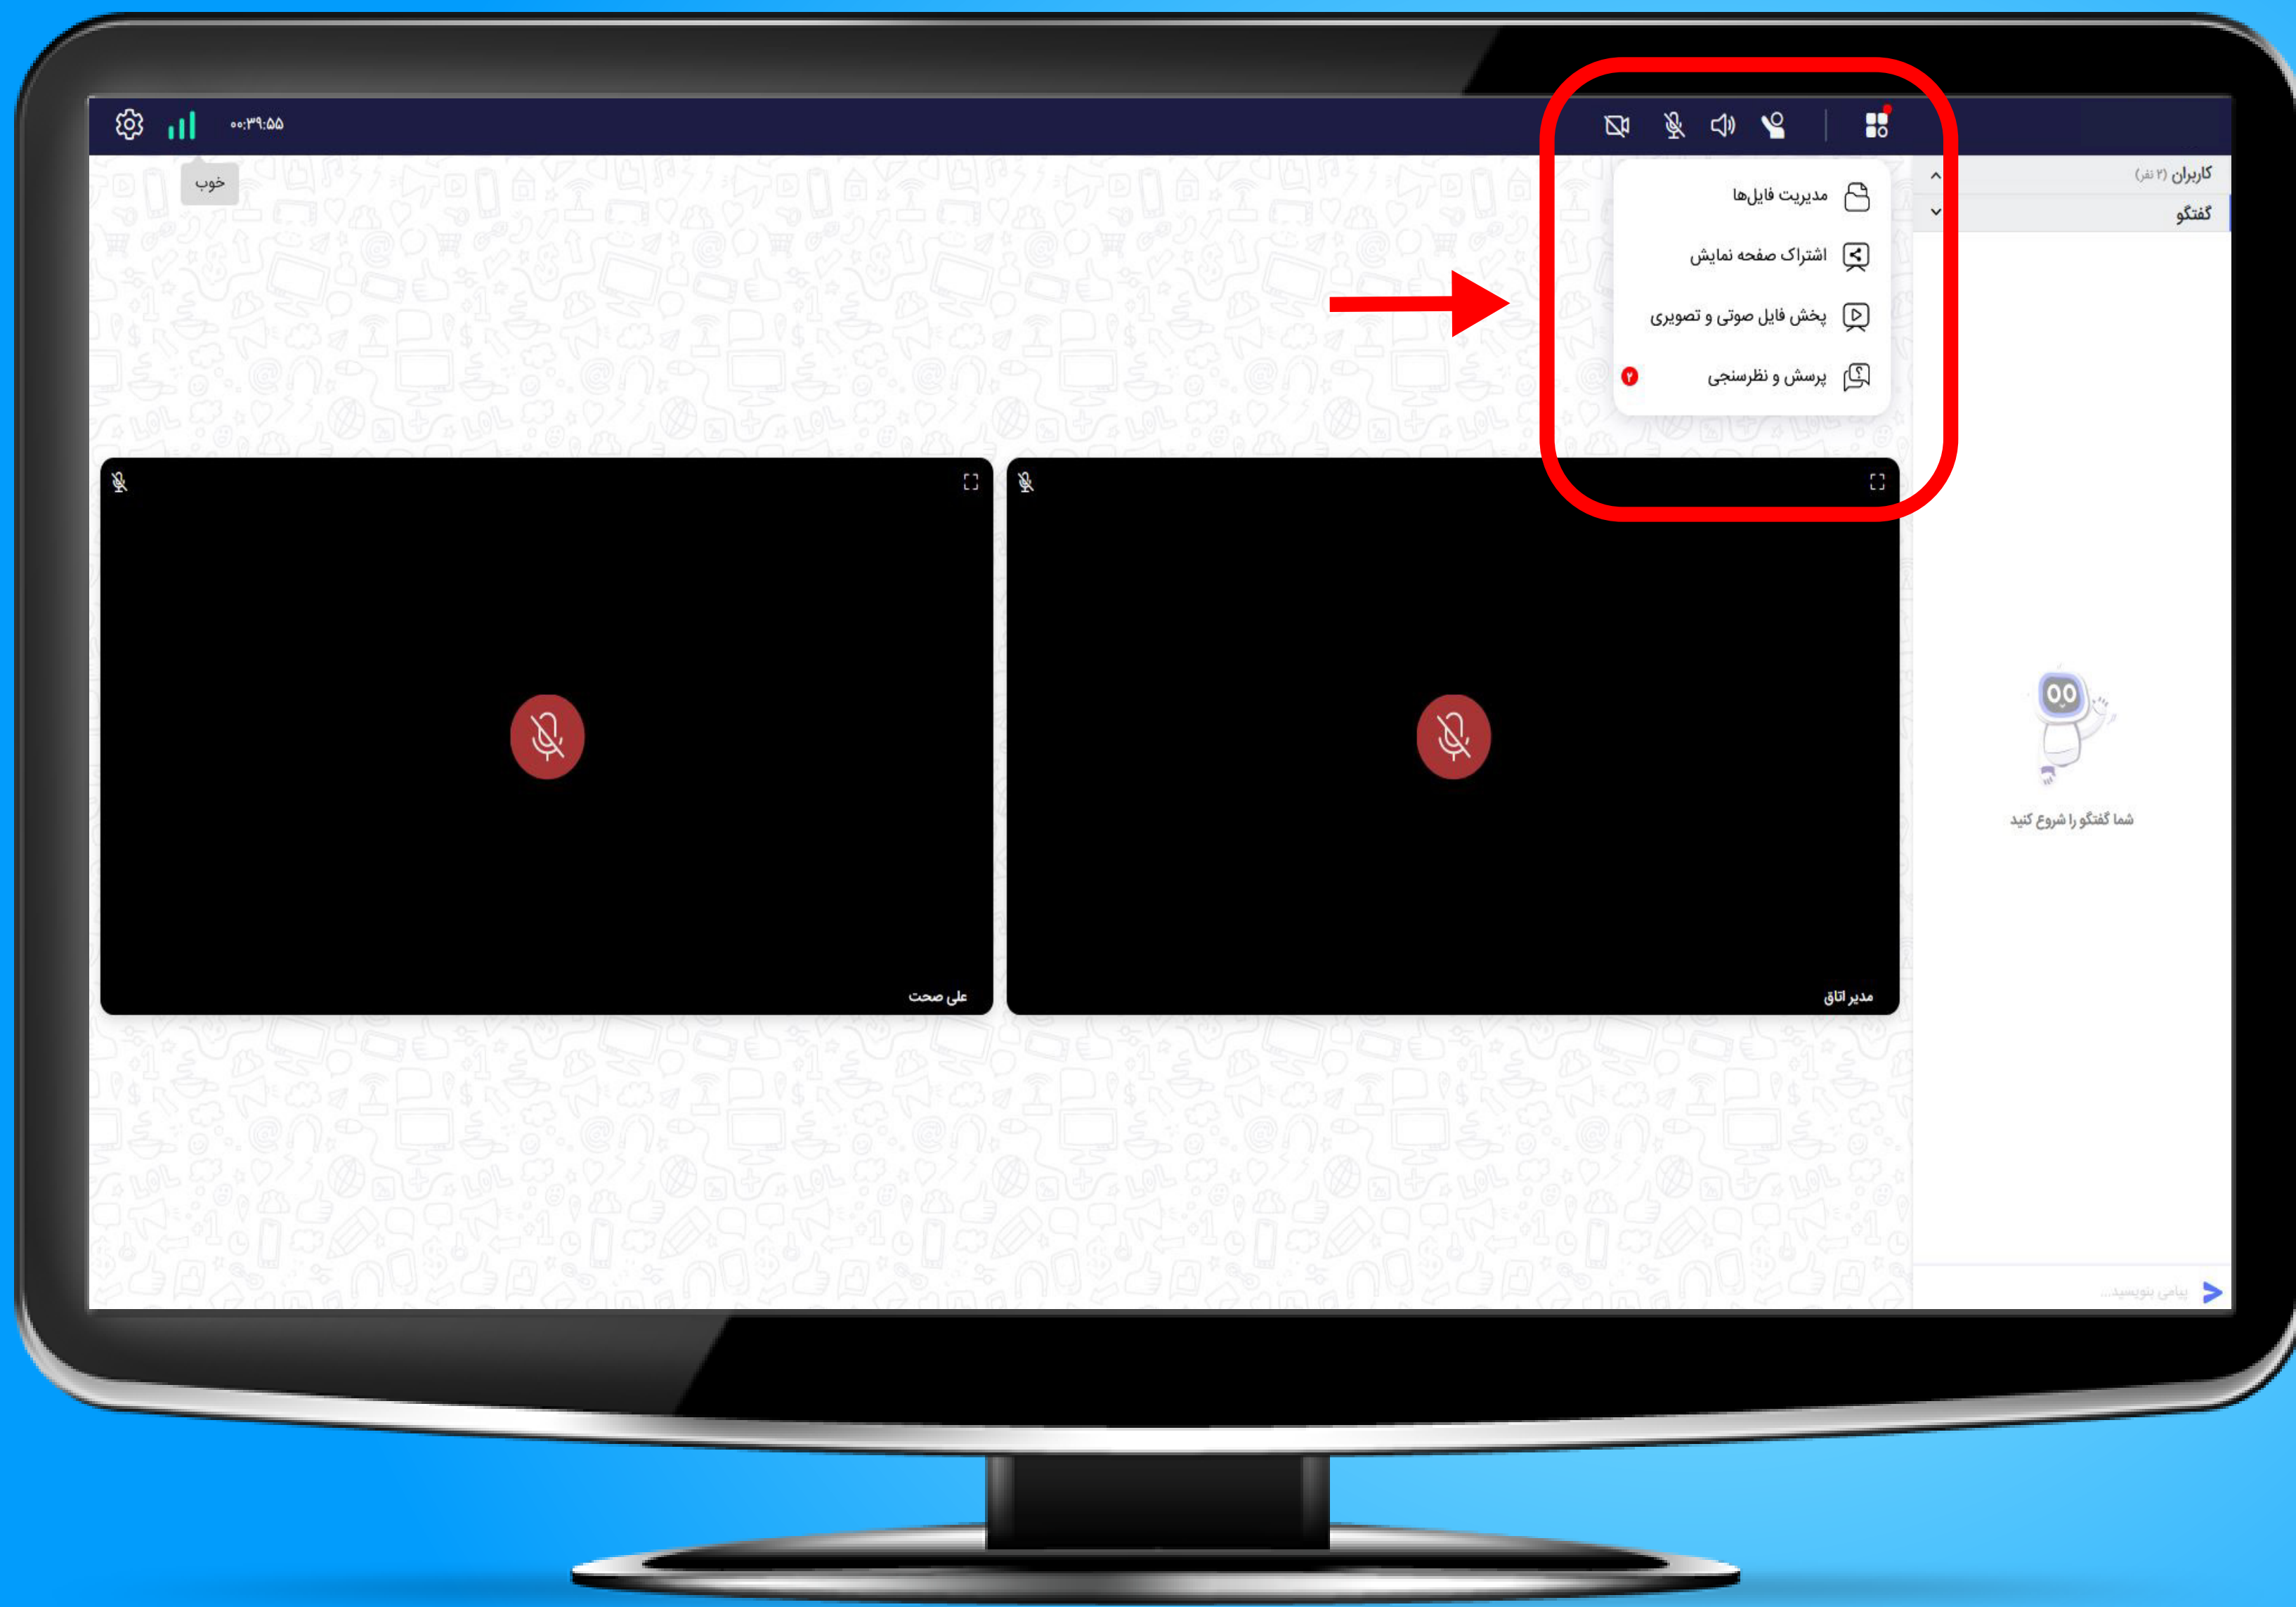 ۰۰:۳۹:۵۵
خوب
کاربران (۲ نفر)
گفتگو
مدیریت فایل‌ها
اشتراک صفحه نمایش
پخش فایل صوتی و تصویری
پرسش و نظرسنجی ۲
مدیر اتاق
علی صحت
شما گفتگو را شروع کنید
پیامی بنویسید...